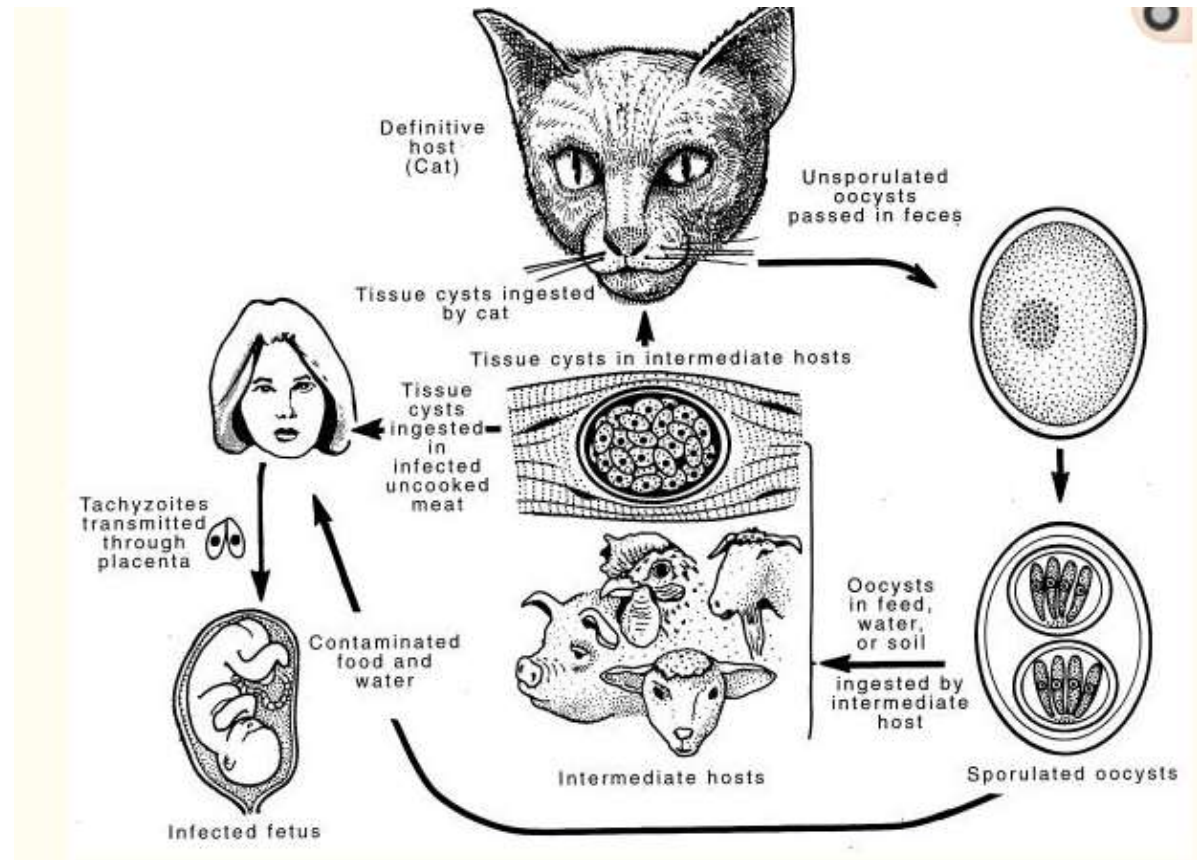 Definitive
host
(Cat)
Unsporulated
oocysts
passed in feces
Tissue cysts ingested
by cat
Tissue cysts in intermediate hosts
Tissue
cysts
ingested
in
infected
uncooked
meat
Tachyzoites
transmitted
through
placenta
Oocysts
in feed,
water,
or soil
ingested by
intermediate
host
Contaminated
food and
water
Intermediate hosts
Sporulated oocysts
Infected fetus